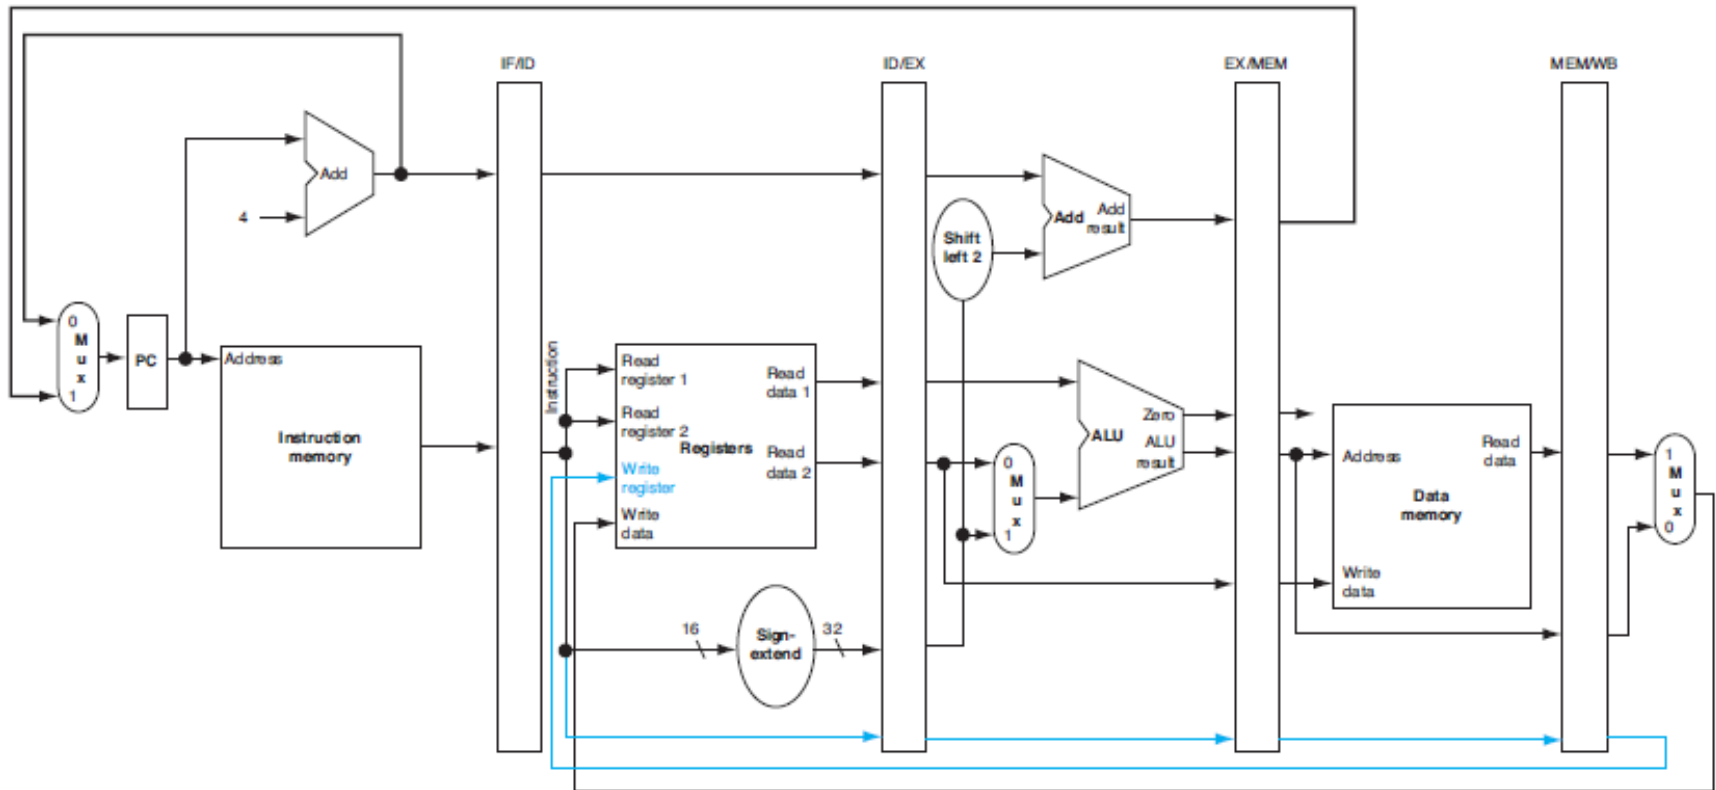 IF/ID
ID/EX
EX/MEM
MEM/WB
Add
4
Add
Add
result
Shift
left 2
0
M
u
x
1
PC
Address
Instruction
memory
Instruction
Read
register 1
Read
register 2
Write
register
Write
data
Registers
Read
data 1
Read
data 2
16
Sign-
extend
32
0
M
u
x
1
ALU
Zero
ALU
result
Address
Read
data
Data
memory
Write
data
1
M
u
x
0